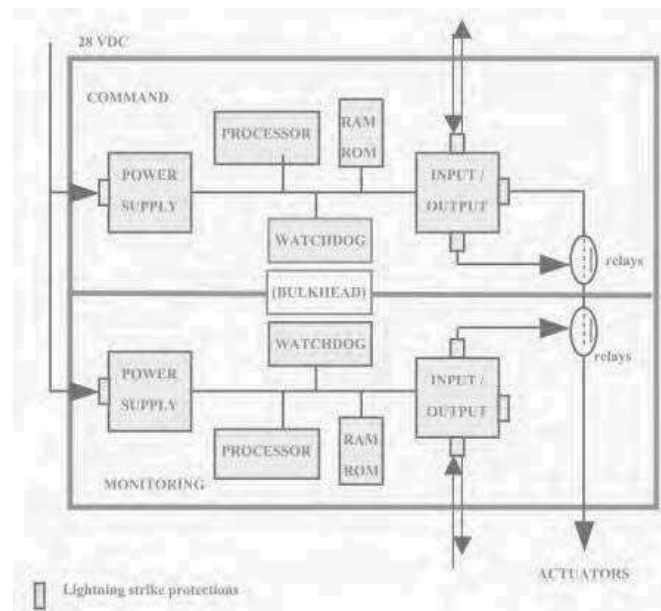 28 VDC
COMMAND
PROCESSOR
RAM
ROM
POWER
SUPPLY
INPUT /
OUTPUT
WATCHDOG
relays
(BULKHEAD)
WATCHDOG
relays
POWER
SUPPLY
INPUT /
OUTPUT
PROCESSOR
RAM
ROM
MONITORING
ACTUATORS
Lightning strike protections